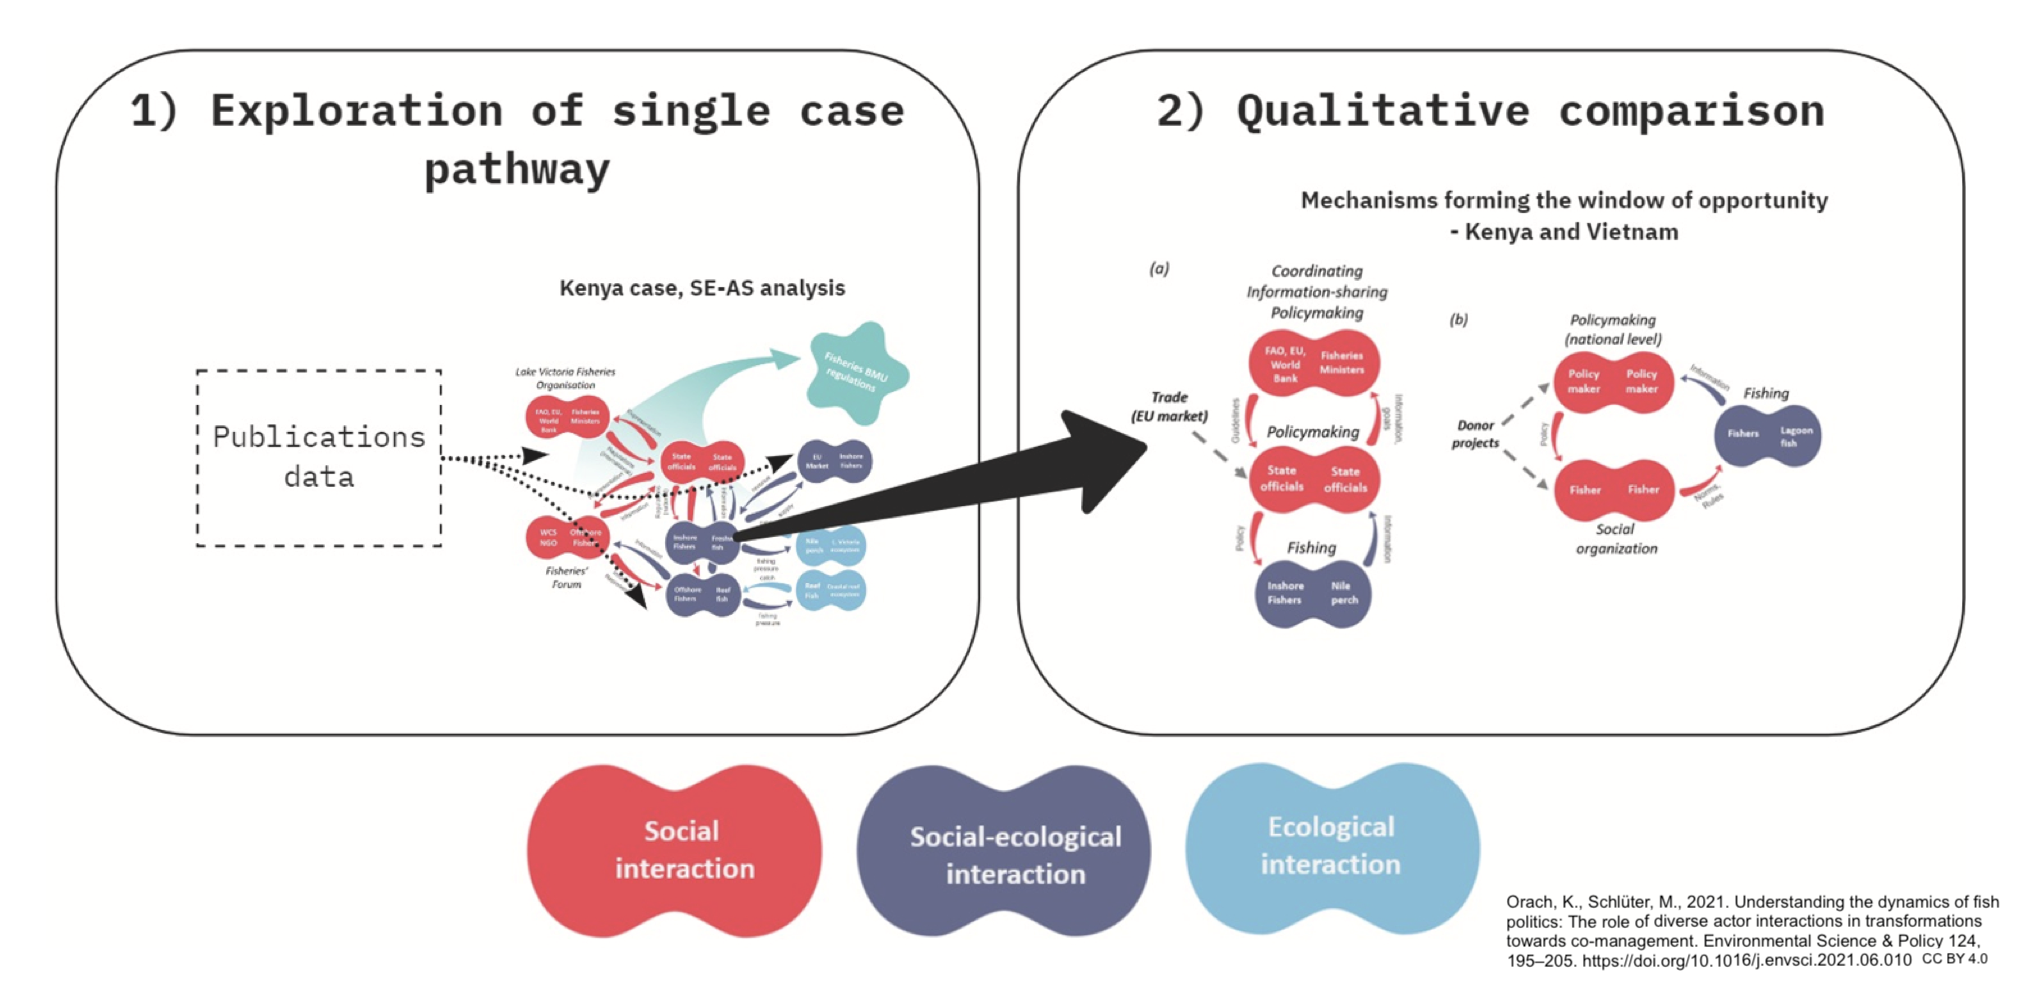 1) Exploration of single case
pathway
Kenya case, SE-AS analysis
Publications
data
Lake Victoria Fisheries
Organisation
FAO, EU,
World
Bank
Fisheries
Ministers
Representation
Regulations
(international)
State
officials
State
officials
Fisheries BMU
regulations
EU
Market
Inshore
Fishers
Information
WCS
NGO
Offshore
Fishers
Fisheries'
Forum
Information
Inshore
Fishers
fish
Offshore
Fishers
Reef
fish
supply
Nile
perch
L. Victoria
ecosystem
fishing
pressure
catch
Reef
Fish
Coastal reef
ecosystem
fishing
pressure
2) Qualitative comparison
Mechanisms forming the window of opportunity
- Kenya and Vietnam
(a)
Coordinating
Information-sharing
Policymaking
FAO, EU,
World
Bank
Fisheries
Ministers
Trade
(EU market)
Guidelines
Information,
goals
Policymaking
State
officials
State
officials
Policy
Information
Fishing
Inshore
Fishers
Nile
perch
(b)
Policymaking
(national level)
Policy
maker
Policy
maker
Information
Fishing
Fishers
Lagoon
fish
Donor
projects
Policy
Fisher
Fisher
Norms,
Rules
Social
organization
Social
interaction
Social-ecological
interaction
Ecological
interaction
Orach, K., Schlüter, M., 2021. Understanding the dynamics of fish
politics: The role of diverse actor interactions in transformations
towards co-management. Environmental Science & Policy 124,
195–205. https://doi.org/10.1016/j.envsci.2021.06.010 CC BY 4.0